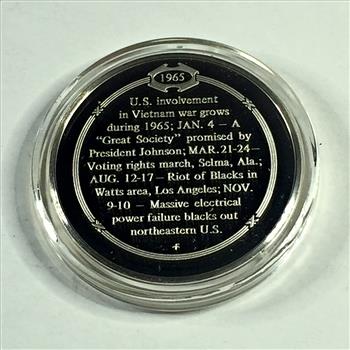 1965
U.S. involvement
in Vietnam war grows
during 1965; JAN. 4 – A
“Great Society” promised by
President Johnson; MAR. 21-24 –
Voting rights march, Selma, Ala.;
AUG. 12-17 – Riot of Blacks in
Watts area, Los Angeles; NOV.
9-10 – Massive electrical
power failure blacks out
northeastern U.S.